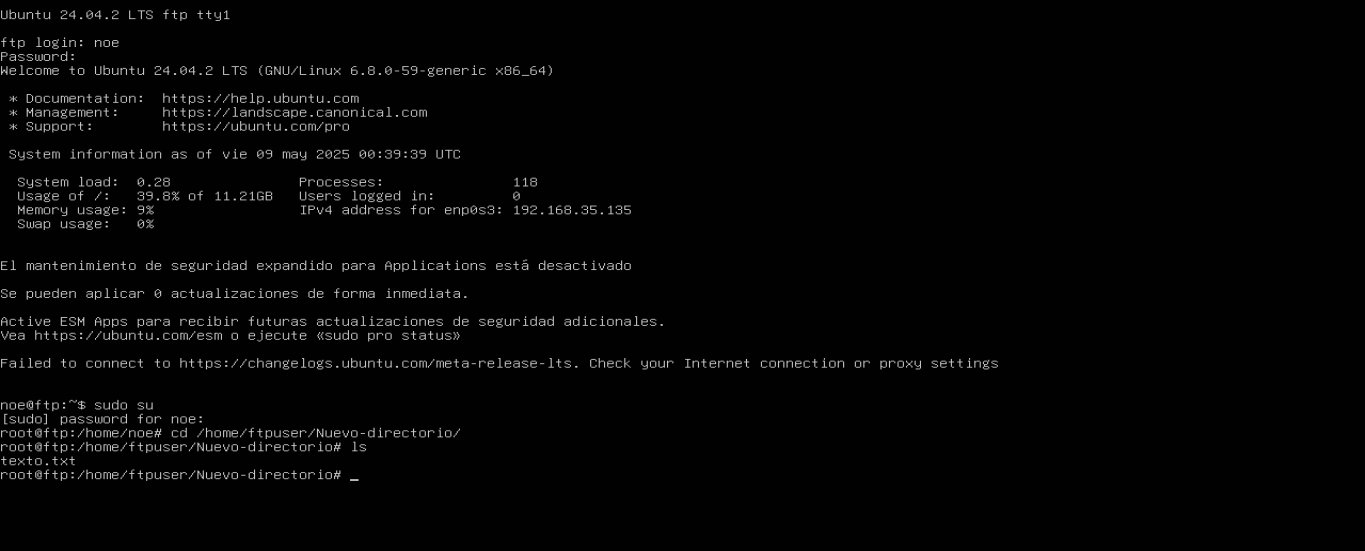 Ubuntu 24.04.2 LTS ftp tty1
ftp login: noe
Password:
Welcome to Ubuntu 24.04.2 LTS (GNU/Linux 6.8.0-59-generic x86_64)
* Documentation:  https://help.ubuntu.com
* Management:     https://landscape.canonical.com
* Support:        https://ubuntu.com/pro
System information as of vie 09 may 2025 00:39:39 UTC
System load:  0.28               Processes:               118
Usage of /:   39.8% of 11.21GB   Users logged in:         0
Memory usage: 9%                 IPv4 address for enp0s3: 192.168.35.135
Swap usage:   0%
El mantenimiento de seguridad expandido para Applications está desactivado
Se pueden aplicar 0 actualizaciones de forma inmediata.
Active ESM Apps para recibir futuras actualizaciones de seguridad adicionales.
Vea https://ubuntu.com/esm o ejecute «sudo pro status»
Failed to connect to https://changelogs.ubuntu.com/meta-release-lts. Check your Internet connection or proxy settings
noe@ftp:~$ sudo su
[sudo] password for noe:
root@ftp:/home/noe# cd /home/ftpuser/Nuevo-directorio/
root@ftp:/home/ftpuser/Nuevo-directorio# ls
texto.txt
root@ftp:/home/ftpuser/Nuevo-directorio# _